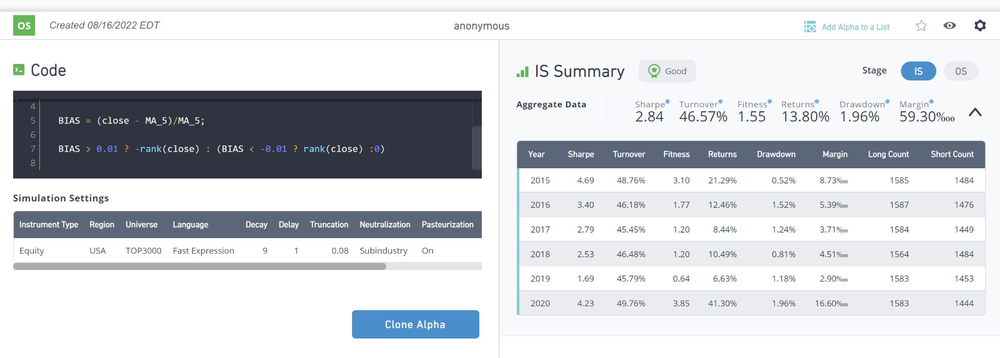 OS Created 08/16/2022 EDT anonymous Add Alpha to a List
Code
4
5 BIAS = (close - MA_5)/MA_5;
6
7 BIAS > 0.01 ? -rank(close) : (BIAS < -0.01 ? rank(close) :0)
8
Simulation Settings
Instrument Type Region Universe Language Decay Delay Truncation Neutralization Pasteurization
Equity USA TOP3000 Fast Expression 9 1 0.08 Subindustry On
Clone Alpha
IS Summary Good Stage IS OS
Aggregate Data
Sharpe Turnover Fitness Returns Drawdown Margin
2.84 46.57% 1.55 13.80% 1.96% 59.30‱
Year Sharpe Turnover Fitness Returns Drawdown Margin Long Count Short Count
2015 4.69 48.76% 3.10 21.29% 0.52% 8.73‱ 1585 1484
2016 3.40 46.18% 1.77 12.46% 1.52% 5.39‱ 1587 1476
2017 2.79 45.45% 1.20 8.44% 1.24% 3.71‱ 1584 1449
2018 2.53 46.48% 1.20 10.49% 0.81% 4.51‱ 1564 1484
2019 1.69 45.79% 0.64 6.63% 1.18% 2.90‱ 1583 1453
2020 4.23 49.76% 3.85 41.30% 1.96% 16.60‱ 1583 1444